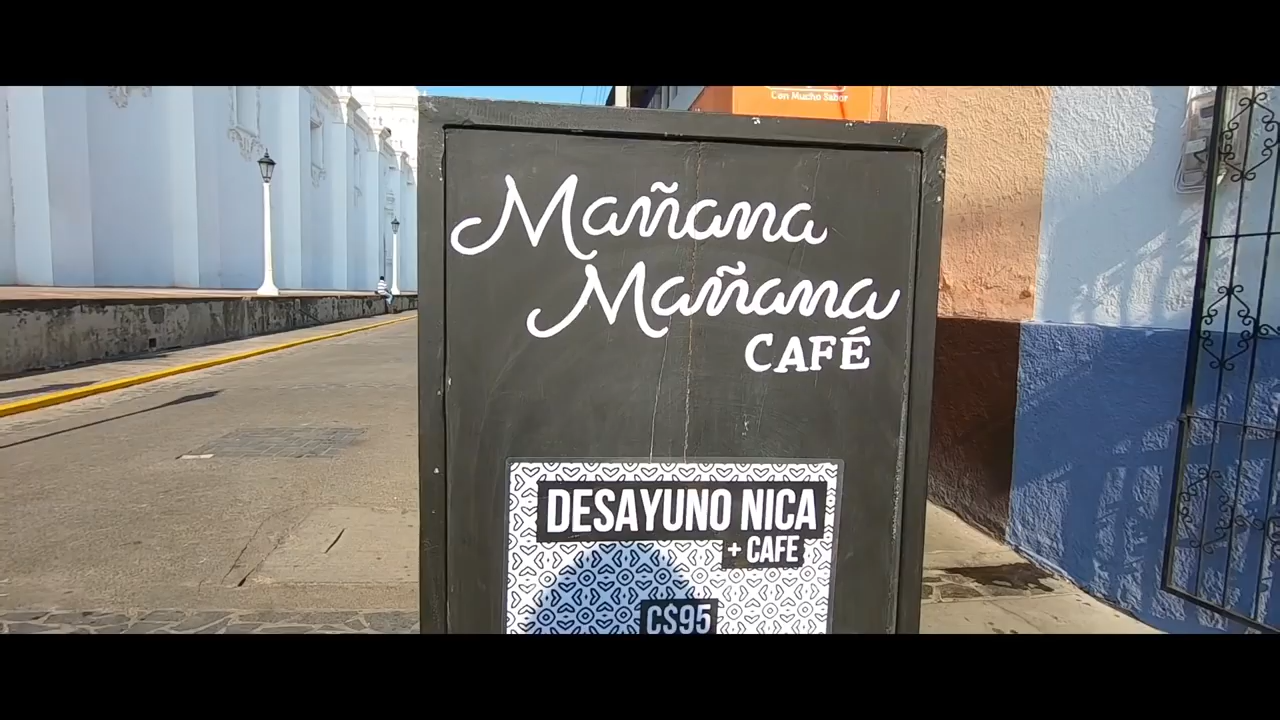 Con Mucho Sabor
Mañana
Mañana
CAFÉ
DESAYUNO NICA
+ CAFE
C$95